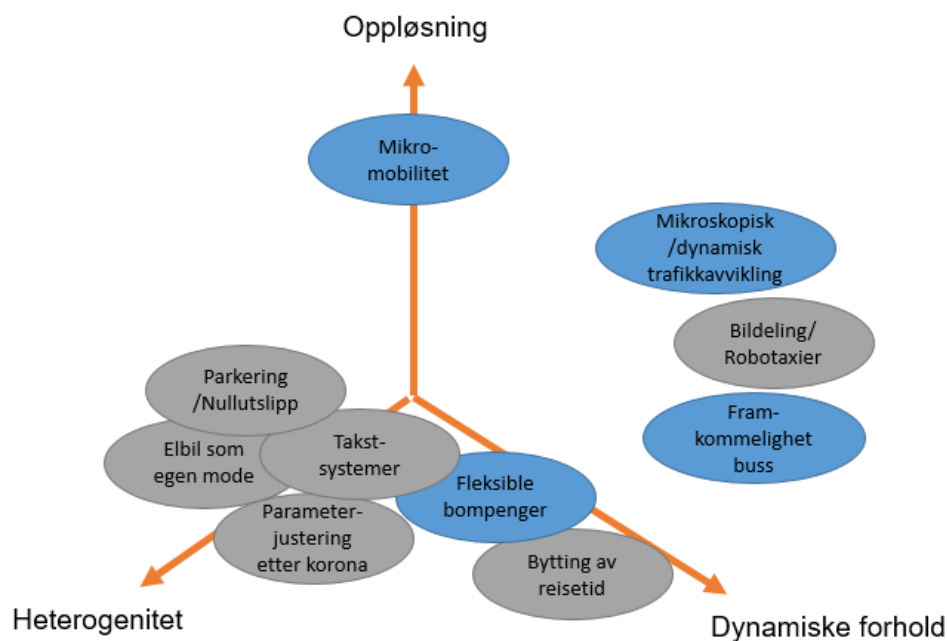 Oppløsning
Mikro-
mobilitet
Mikroskopisk
/dynamisk
trafikkavvikling
Bildeling/
Robotaxier
Fram-
kommelighet
buss
Parkering
/Nullutslipp
Elbil som
egen mode
Takst-
systemer
Parameter-
justering
etter korona
Fleksible
bompenger
Bytting av
reisetid
Heterogenitet
Dynamiske forhold